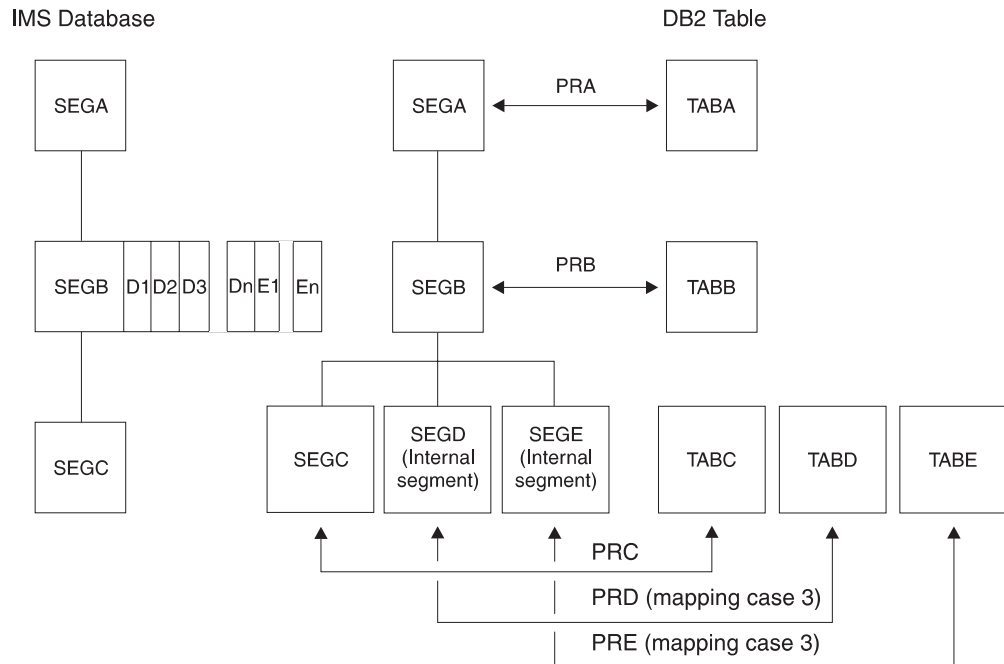 IMS Database
DB2 Table
SEGA
SEGA
PRA
TABA
SEGB
D1
D2
D3
Dn
E1
En
SEGB
PRB
TABB
SEGC
SEGC
SEGD
(Internal
segment)
SEGE
(Internal
segment)
TABC
TABD
TABE
PRC
PRD (mapping case 3)
PRE (mapping case 3)